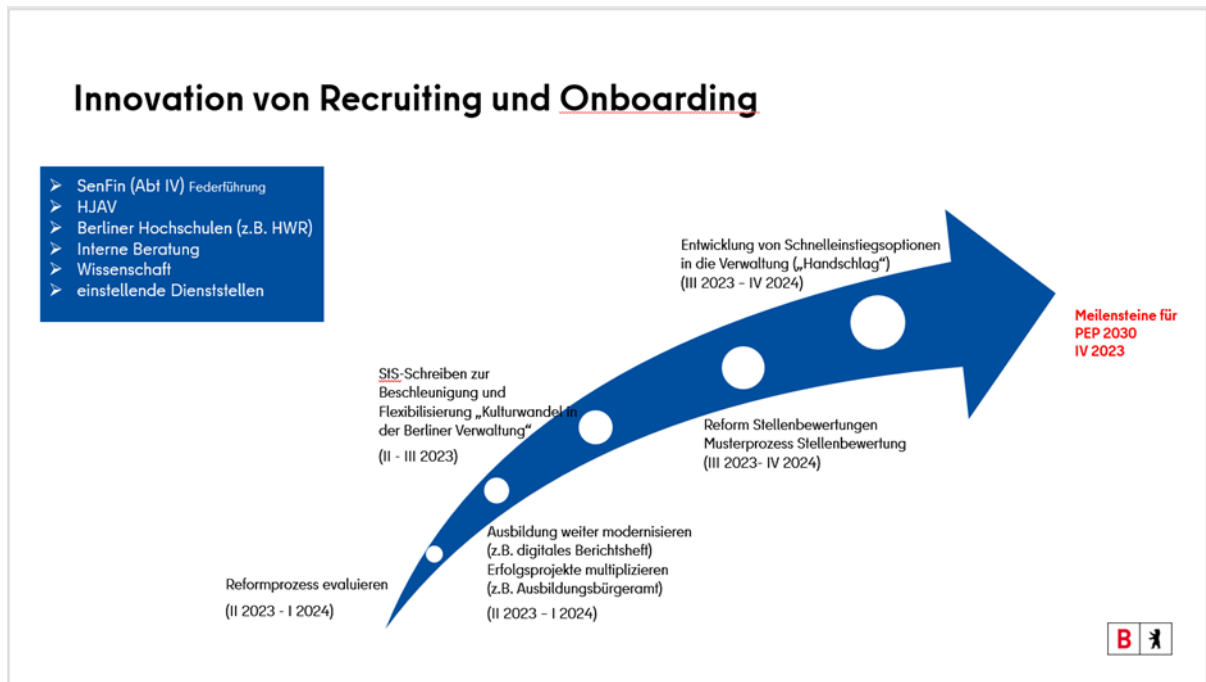 Innovation von Recruiting und Onboarding
➢ SenFin (Abt IV) Federführung
➢ HJAV
➢ Berliner Hochschulen (z.B. HWR)
➢ Interne Beratung
➢ Wissenschaft
➢ einstellende Dienststellen
Entwicklung von Schnelleinstiegsoptionen
in die Verwaltung („Handschlag“)
(III 2023 – IV 2024)
Meilensteine für
PEP 2030
IV 2023
StS-Schreiben zur
Beschleunigung und
Flexibilisierung „Kulturwandel in
der Berliner Verwaltung“
(II - III 2023)
Reform Stellenbewertungen
Musterprozess Stellenbewertung
(III 2023- IV 2024)
Ausbildung weiter modernisieren
(z.B. digitales Berichtsheft)
Erfolgsprojekte multiplizieren
(z.B. Ausbildungsbürgeramt)
(II 2023 – I 2024)
Reformprozess evaluieren
(II 2023 - I 2024)
B